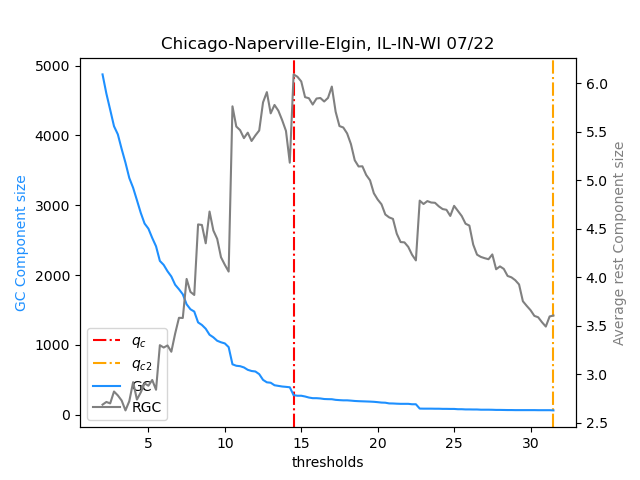 Chicago-Naperville-Elgin, IL-IN-WI 07/22
GC Component size
5000
4000
3000
2000
1000
0
6.0
5.5
5.0
4.5
4.0
3.5
3.0
2.5
Average rest Component size
q_c
q_c2
GC
RGC
5 10 15 20 25 30
thresholds